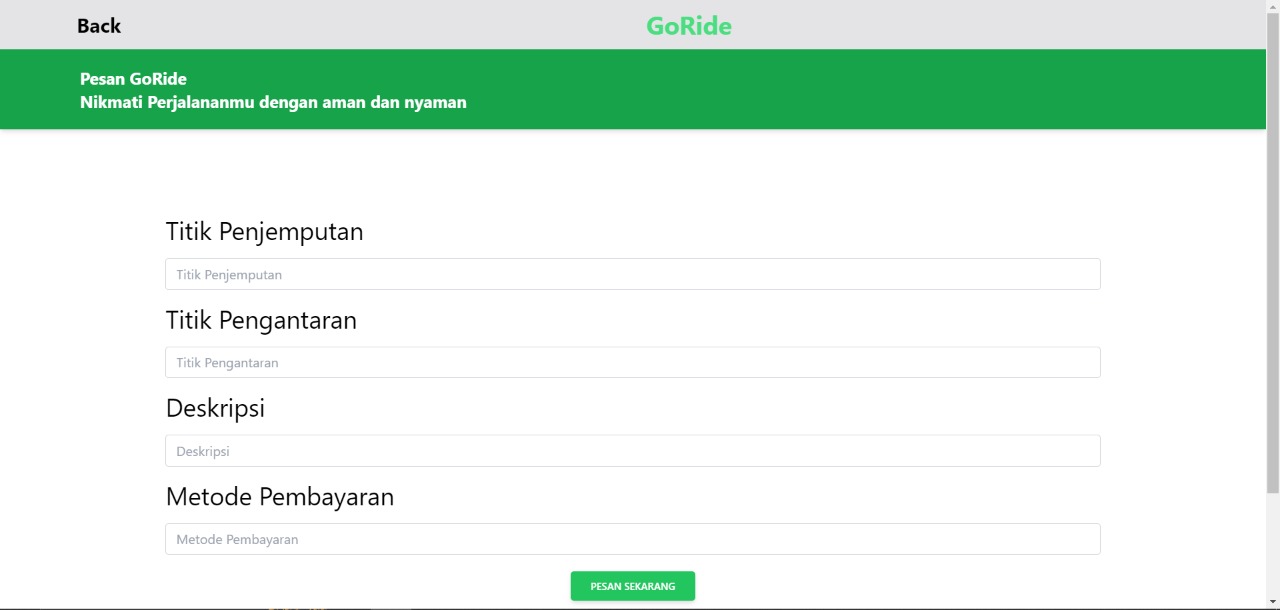 Back
GoRide
Pesan GoRide
Nikmati Perjalananmu dengan aman dan nyaman
Titik Penjemputan
Titik Penjemputan
Titik Pengantaran
Titik Pengantaran
Deskripsi
Deskripsi
Metode Pembayaran
Metode Pembayaran
PESAN SEKARANG